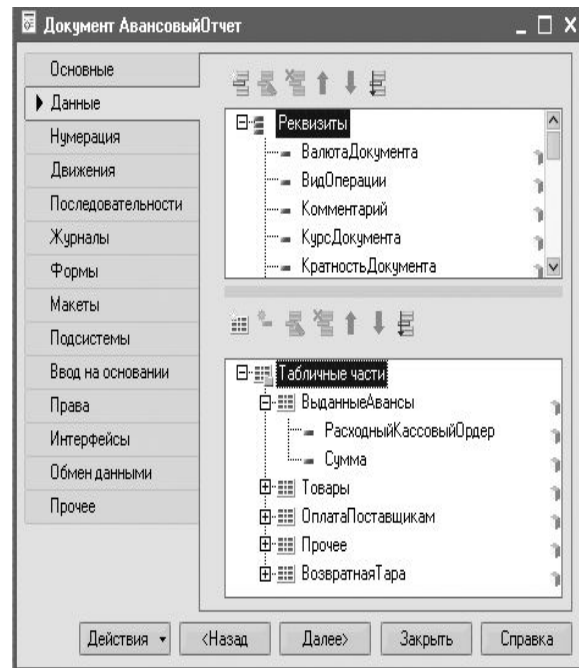 Документ АвансовыйОтчет
Основные
Данные
Нумерация
Движения
Последовательности
Журналы
Формы
Макеты
Подсистемы
Ввод на основании
Права
Интерфейсы
Обмен данными
Прочее
Реквизиты
ВалютаДокумента
ВидОперации
Комментарий
КурсДокумента
КратностьДокумента
Табличные части
ВыданныеАвансы
РасходныйКассовыйОрдер
Сумма
Товары
ОплатаПоставщикам
Прочее
ВозвратнаяТара
Действия <Назад Далее> Закрыть Справка